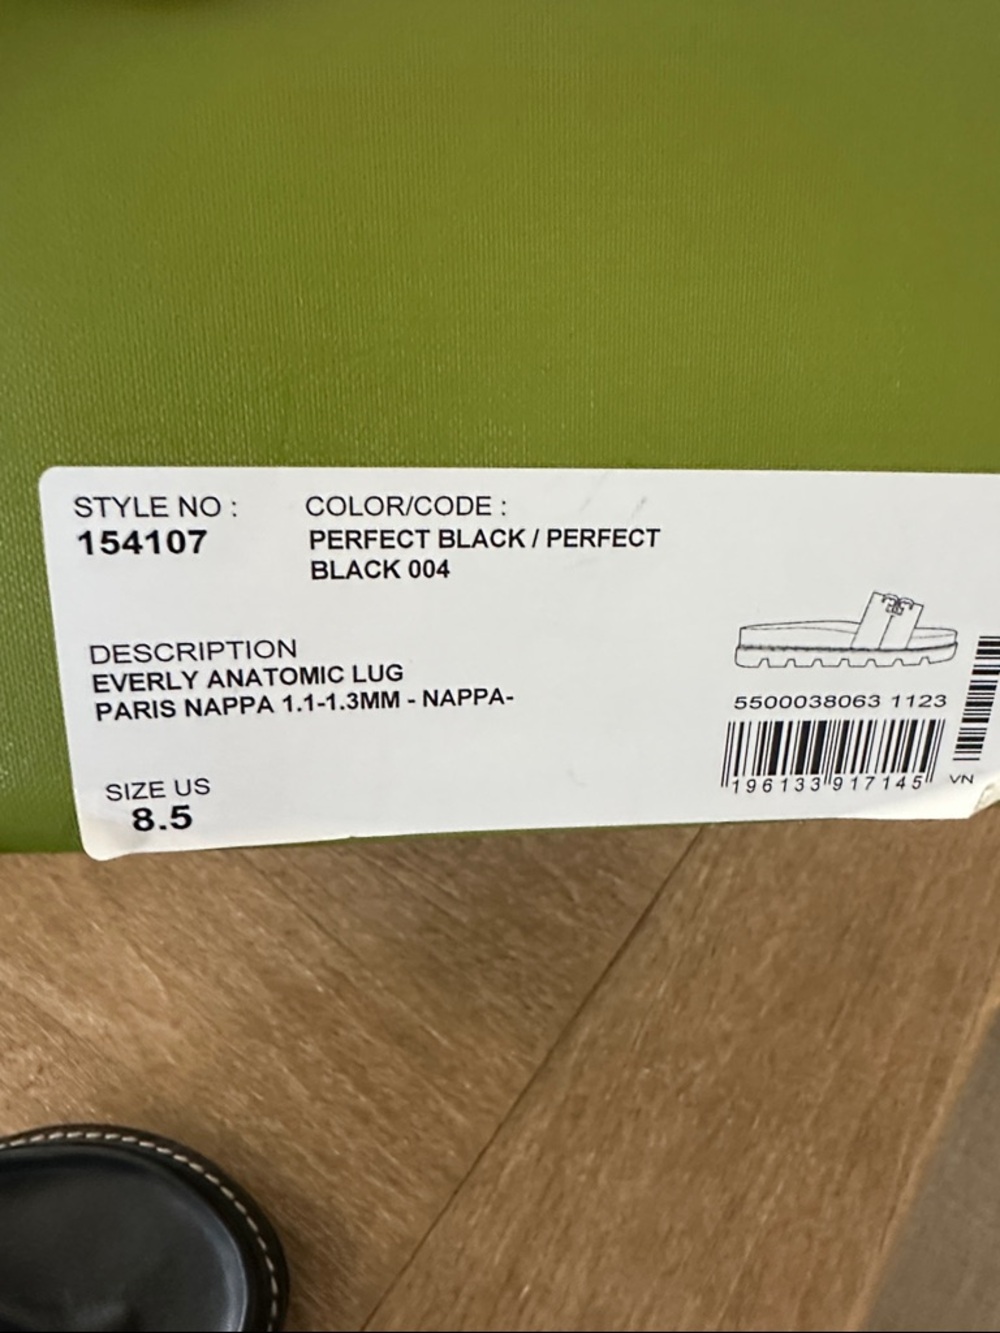 STYLE NO :
154107
COLOR/CODE :
PERFECT BLACK / PERFECT
BLACK 004
DESCRIPTION
EVERLY ANATOMIC LUG
PARIS NAPPA 1.1-1.3MM - NAPPA-
SIZE US
8.5
5500038063 1123
196133917145
VN